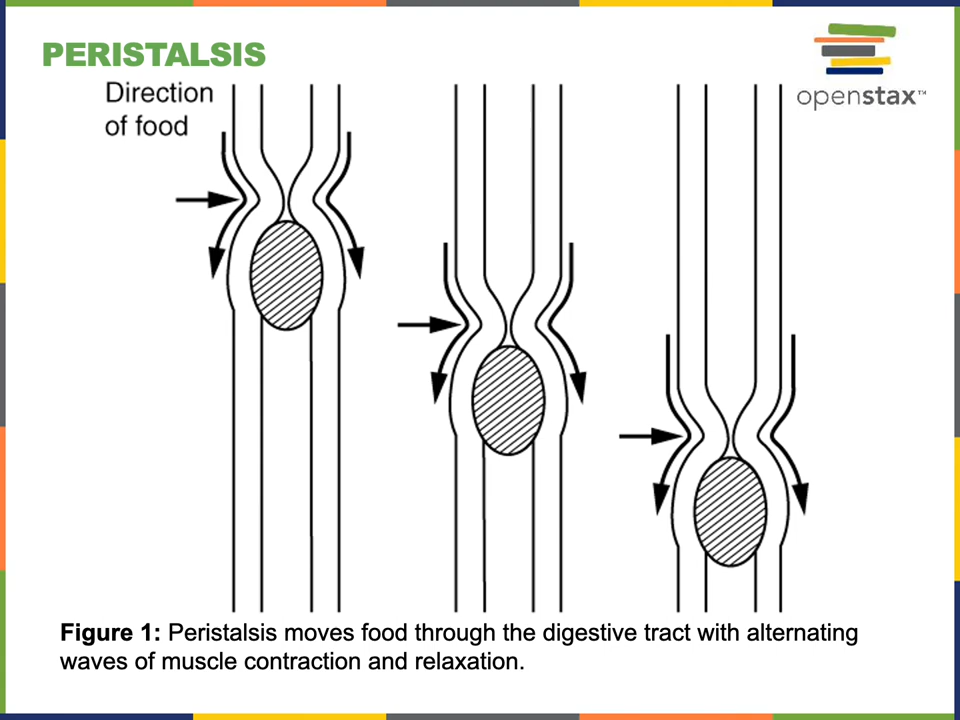 PERISTALSIS
openstax™
Direction
of food
Figure 1: Peristalsis moves food through the digestive tract with alternating
waves of muscle contraction and relaxation.